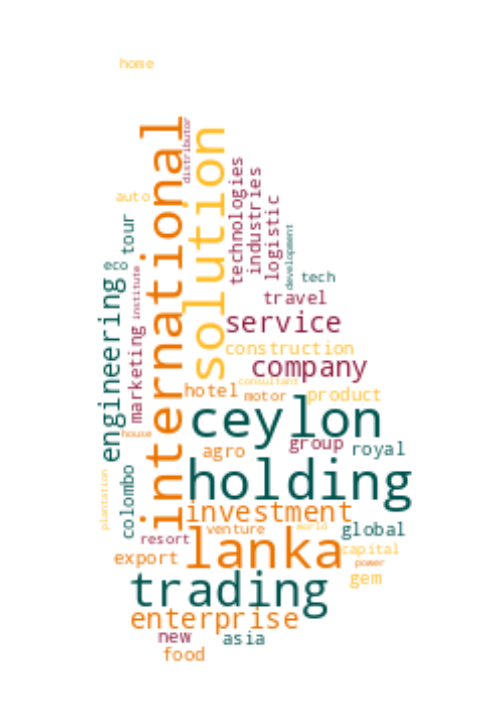 home
distributor
international
solution
technologies
industries
logistic
development
auto
tour
eco
institute
tech
travel
engineering
marketing
service
construction
company
consultant
hotel
motor
product
ceylon
house
group
royal
agro
holding
plantation
colombo
investment
venture
world
global
resort
lanka
capital
export
power
gem
trading
enterprise
new
asia
food